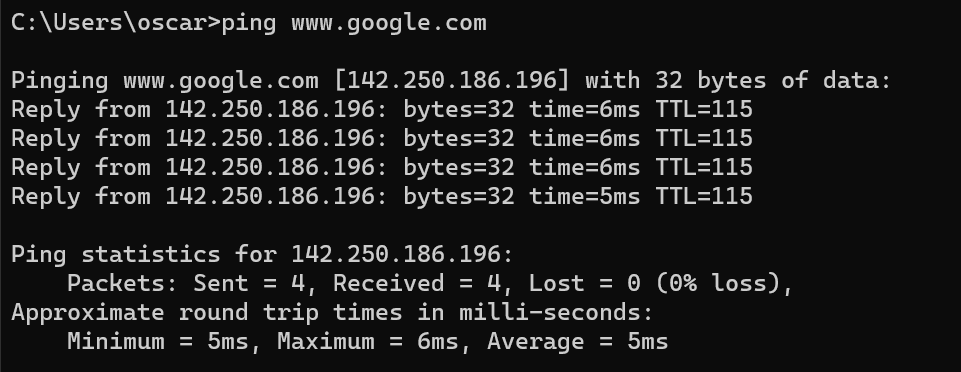 C:\Users\oscar>ping www.google.com
Pinging www.google.com [142.250.186.196] with 32 bytes of data:
Reply from 142.250.186.196: bytes=32 time=6ms TTL=115
Reply from 142.250.186.196: bytes=32 time=6ms TTL=115
Reply from 142.250.186.196: bytes=32 time=6ms TTL=115
Reply from 142.250.186.196: bytes=32 time=5ms TTL=115
Ping statistics for 142.250.186.196:
Packets: Sent = 4, Received = 4, Lost = 0 (0% loss),
Approximate round trip times in milli-seconds:
Minimum = 5ms, Maximum = 6ms, Average = 5ms